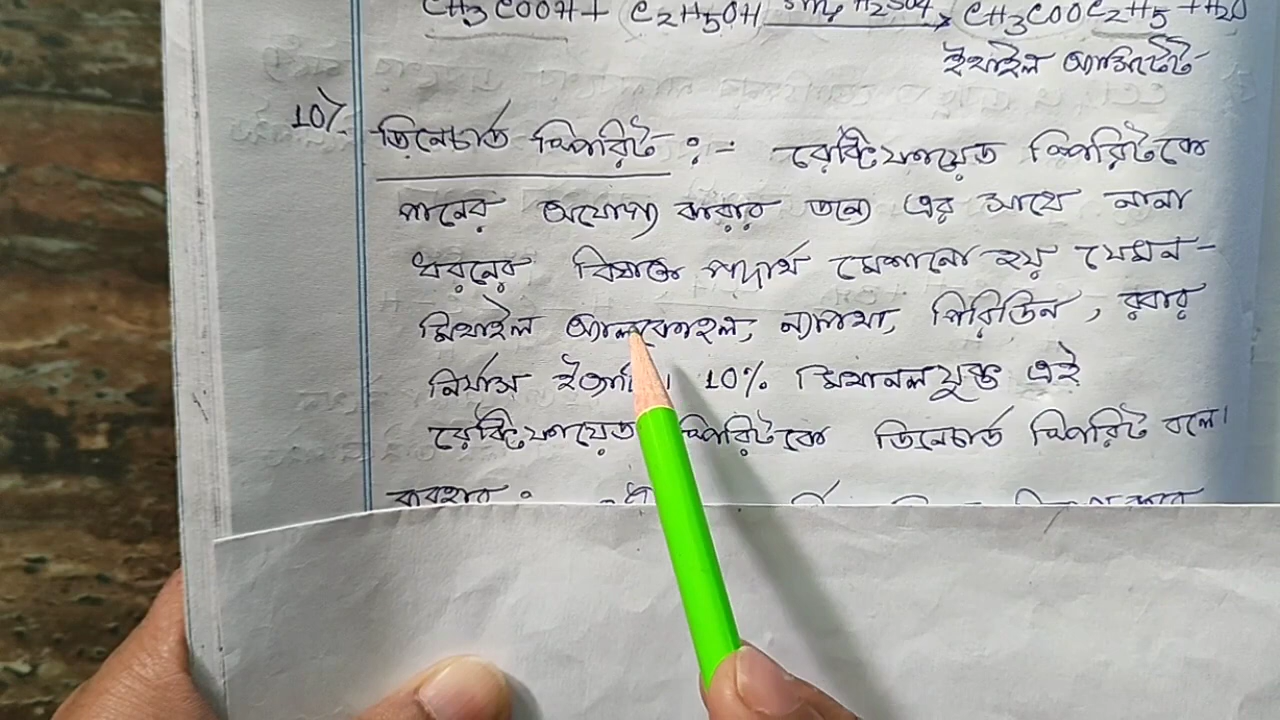 CH3COOH + C2H5OH H2SO4 CH3COOC2H5 + H2O
ইথাইল অ্যাসিটেট
10> ডিনেচার্ড স্পিরিট :- রেক্টিফায়েড স্পিরিটকে
পানের অযোগ্য করার জন্য এর সাথে নানা
ধরনের বিষাক্ত পদার্থ মেশানো হয় যেমন-
মিথাইল অ্যালকোহল, ন্যাপথা, পিরিডিন, রবার
নির্যাস ইত্যাদি। 10% মিথানলযুক্ত এই
রেক্টিফায়েড স্পিরিটকে ডিনেচার্ড স্পিরিট বলে।
ব্যবহার :